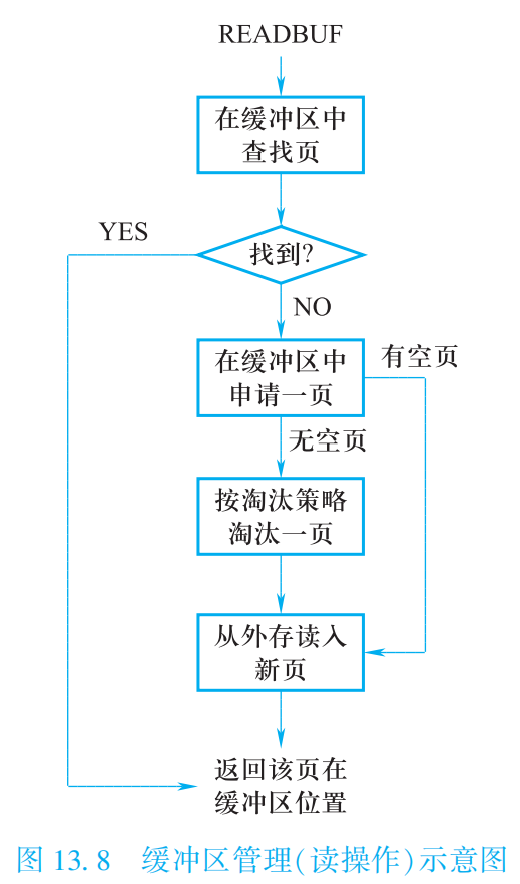 READBUF
在缓冲区中
查找页
YES
找到?
NO
在缓冲区中
申请一页
有空页
无空页
按淘汰策略
淘汰一页
从外存读入
新页
返回该页在
缓冲区位置
图 13.8 缓冲区管理(读操作)示意图